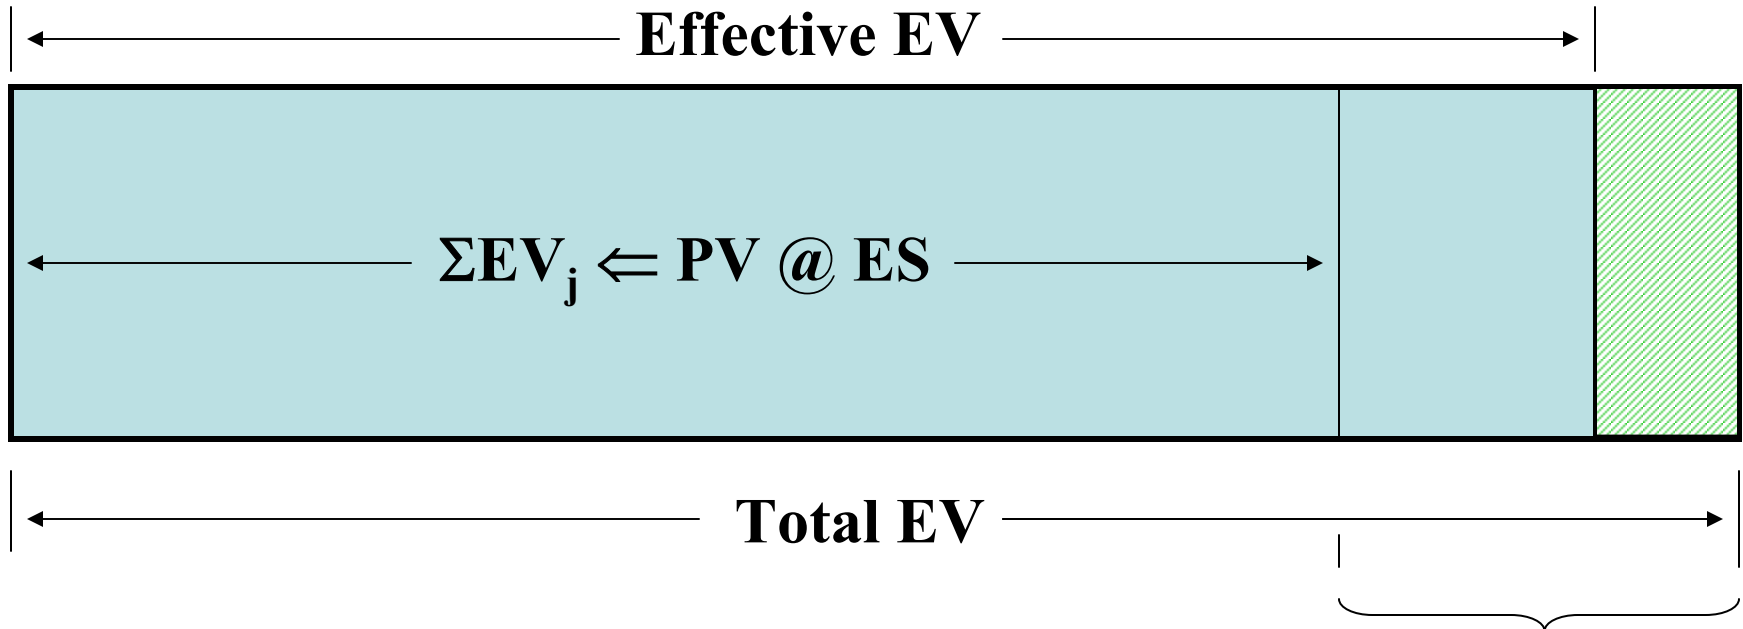 Effective EV
ΣEVj ⇐ PV @ ES
Total EV